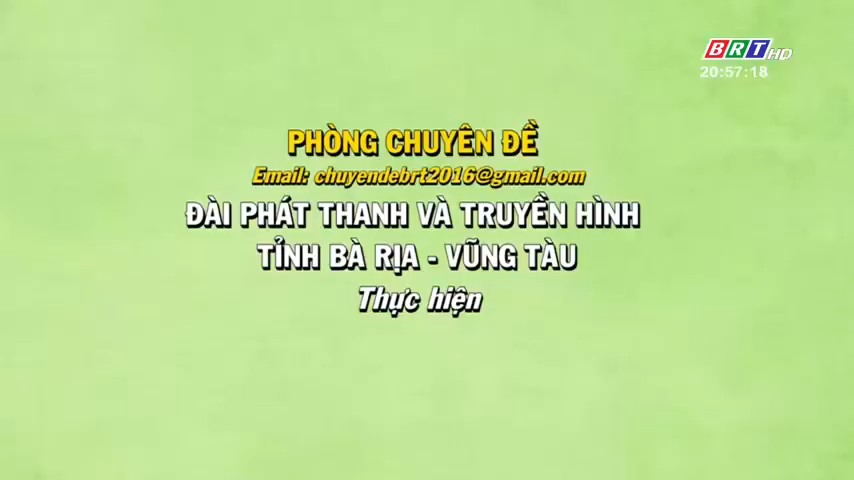 BRT HD
20:57:18
PHÒNG CHUYÊN ĐỀ
Email: chuyendebrt2016@gmail.com
ĐÀI PHÁT THANH VÀ TRUYỀN HÌNH
TỈNH BÀ RỊA - VŨNG TÀU
Thực hiện